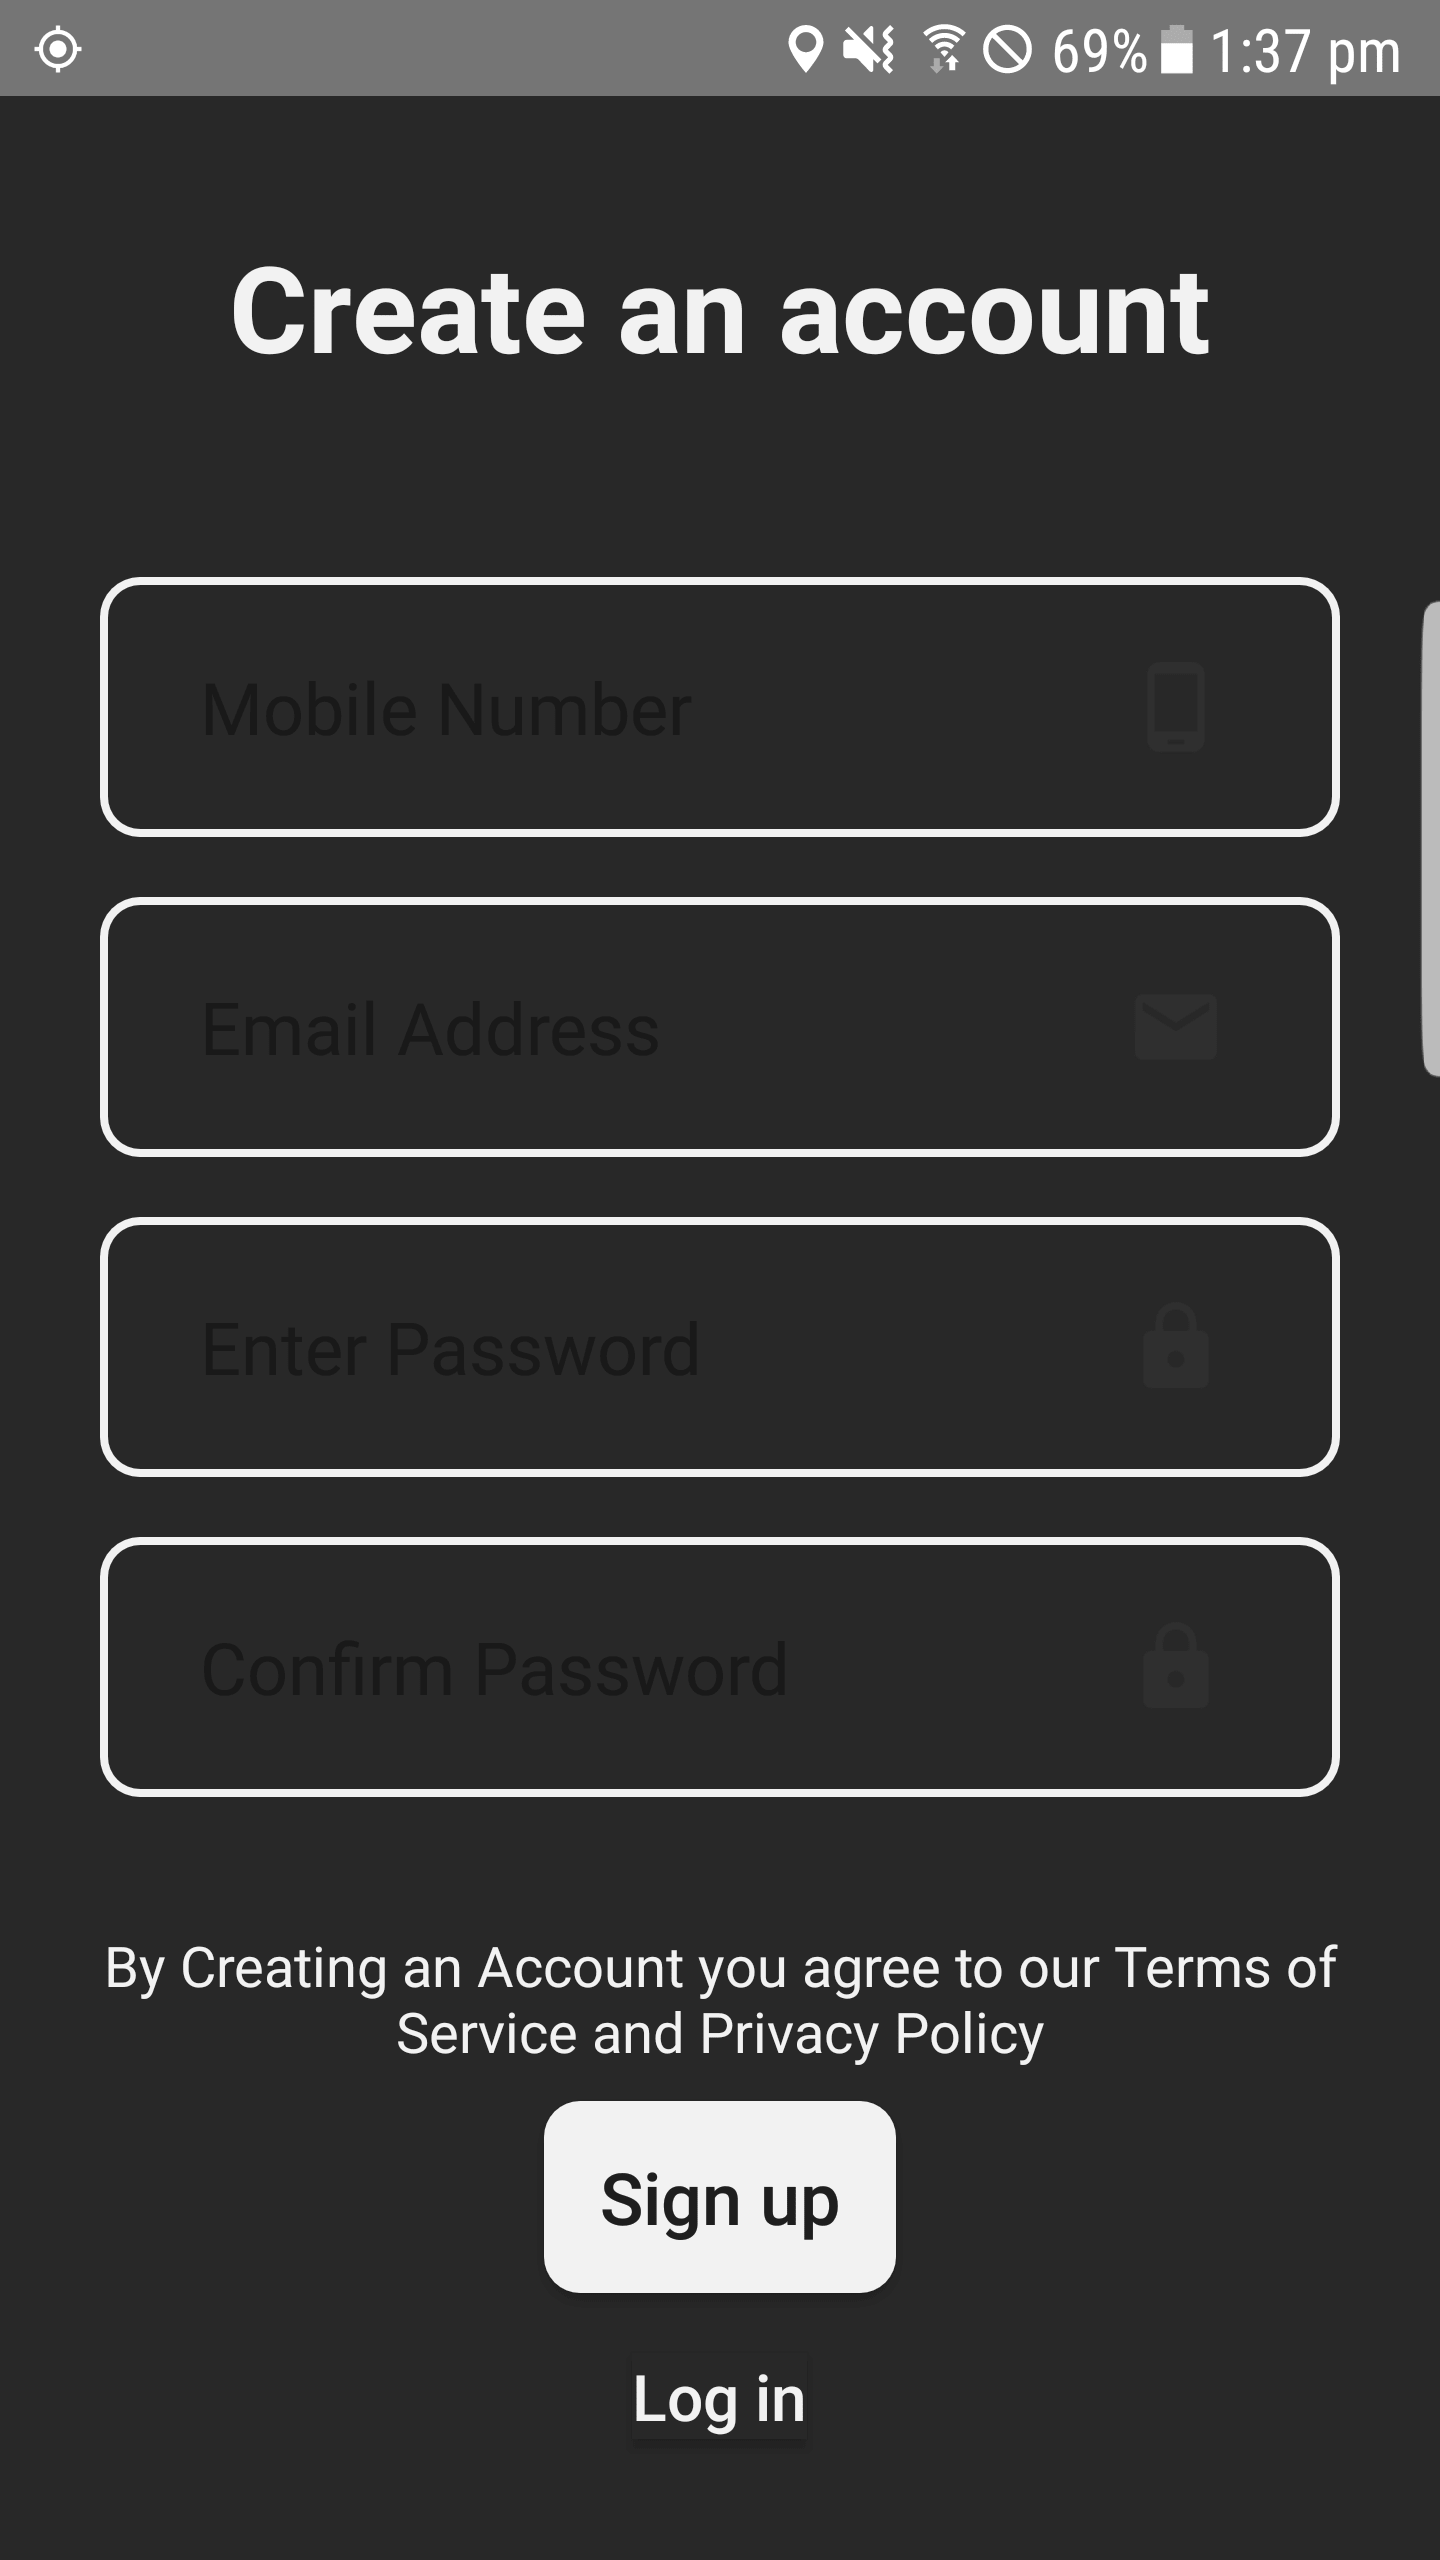 69% 1:37 pm
Create an account
Mobile Number
Email Address
Enter Password
Confirm Password
By Creating an Account you agree to our Terms of
Service and Privacy Policy
Sign up
Log in